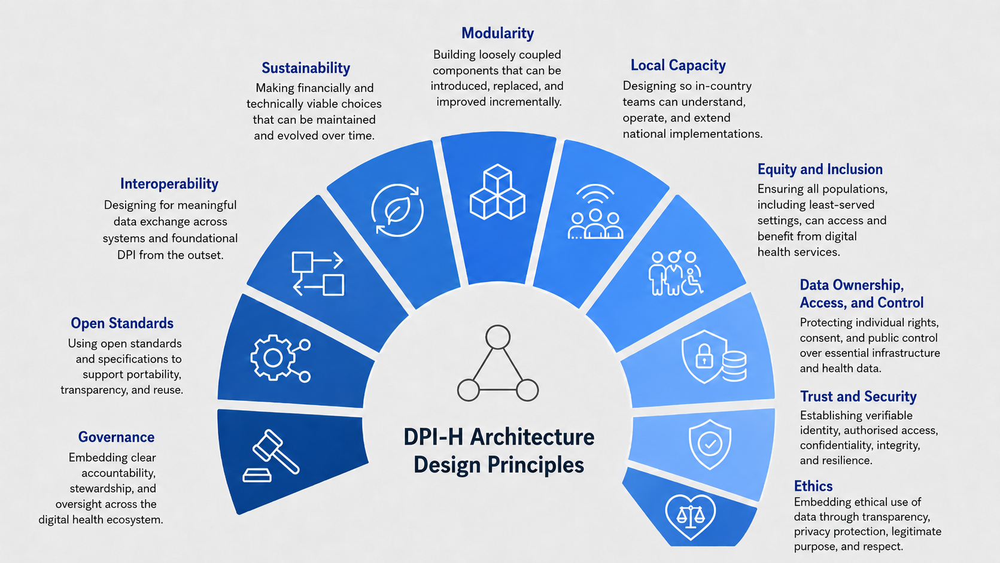 Modularity
Building loosely coupled
components that can be
introduced, replaced, and
improved incrementally.
Sustainability
Making financially and
technically viable choices
that can be maintained
and evolved over time.
Local Capacity
Designing so in-country
teams can understand,
operate, and extend
national implementations.
Interoperability
Designing for meaningful
data exchange across
systems and foundational
DPI from the outset.
Equity and Inclusion
Ensuring all populations,
including least-served
settings, can access and
benefit from digital
health services.
Open Standards
Using open standards
and specifications to
support portability,
transparency, and reuse.
Data Ownership,
Access, and Control
Protecting individual rights,
consent, and public control
over essential infrastructure
and health data.
Governance
Embedding clear
accountability,
stewardship, and
oversight across the
digital health ecosystem.
Trust and Security
Establishing verifiable
identity, authorised access,
confidentiality, integrity,
and resilience.
Ethics
Embedding ethical use of
data through transparency,
privacy protection, legitimate
purpose, and respect.
DPI-H Architecture
Design Principles